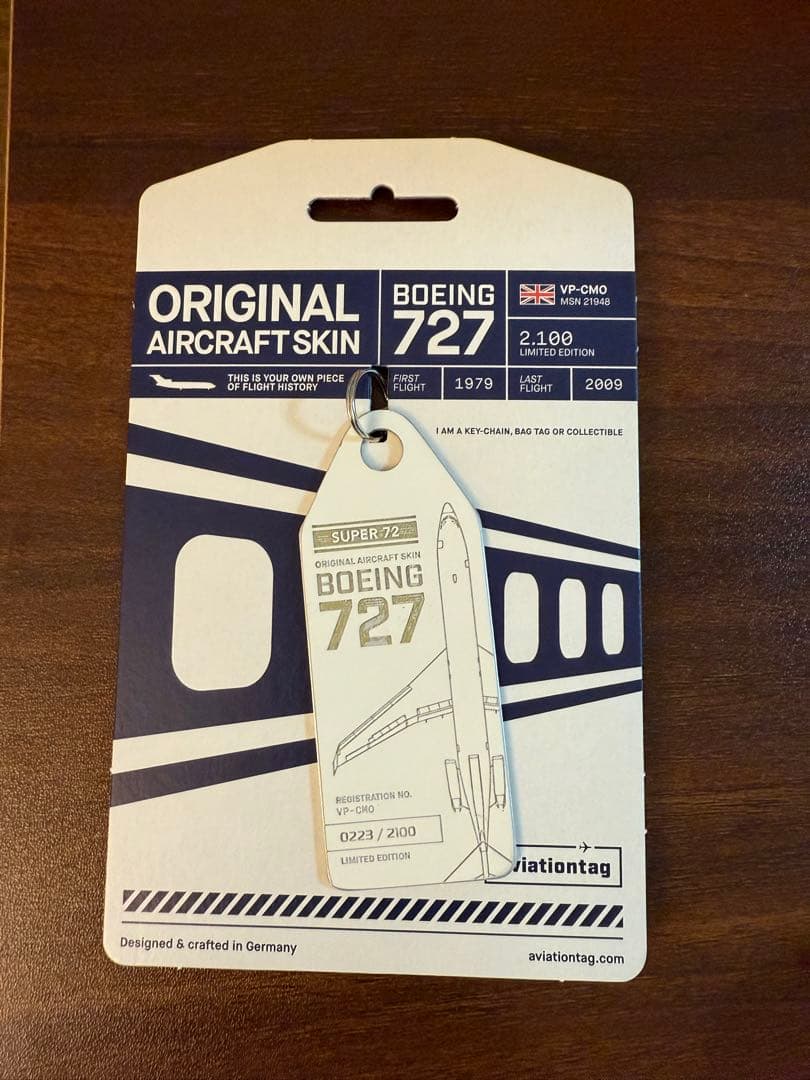 ORIGINAL
AIRCRAFT SKIN
BOEING
727
VP-CMO
MSN 21948
2.100
LIMITED EDITION
THIS IS YOUR OWN PIECE
OF FLIGHT HISTORY
FIRST
FLIGHT
1979
LAST
FLIGHT
2009
I AM A KEY-CHAIN, BAG TAG OR COLLECTIBLE
SUPER-72
ORIGINAL AIRCRAFT SKIN
BOEING
727
REGISTRATION NO.
VP-CMO
0223 / 2100
LIMITED EDITION
viationtag
Designed & crafted in Germany
aviationtag.com